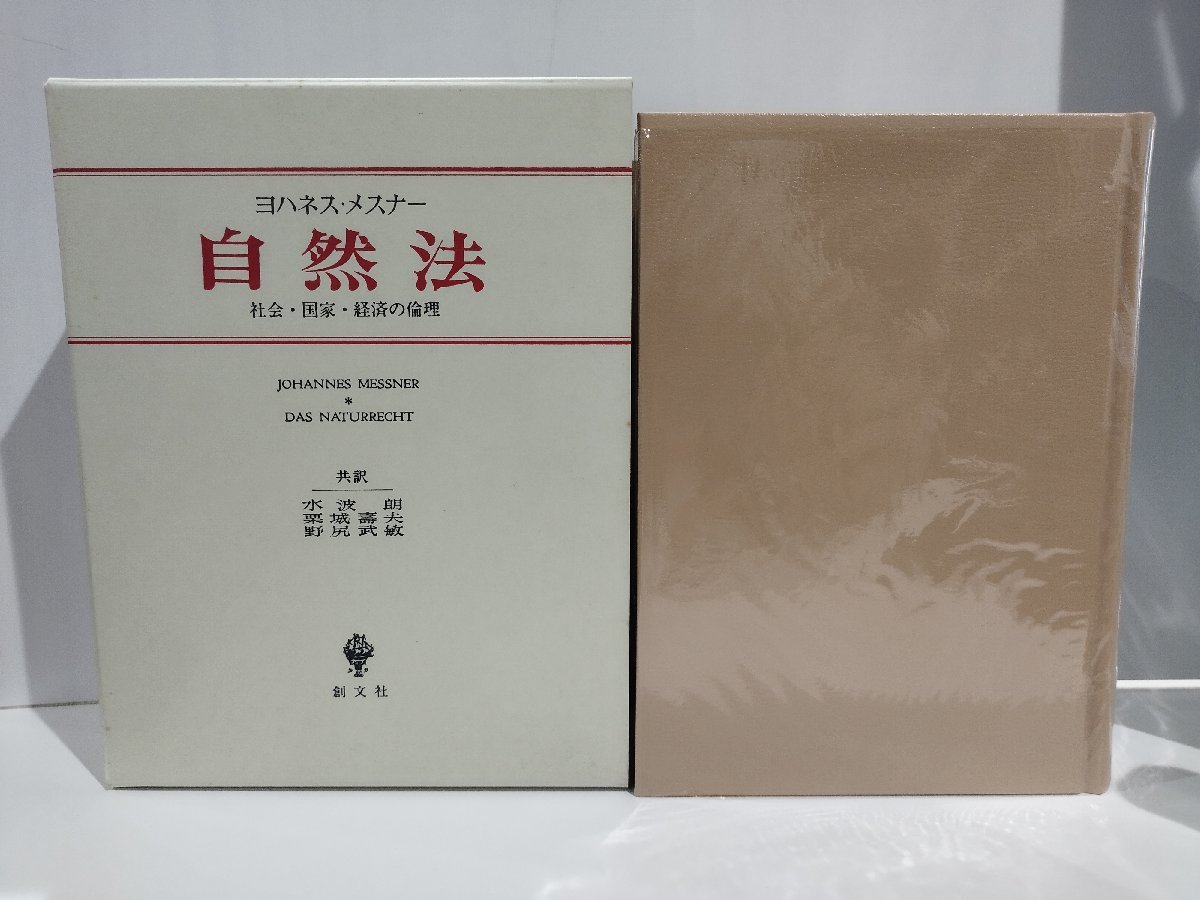 ヨハネス・メスナー
自然法
社会・国家・経済の倫理
JOHANNES MESSNER
*
DAS NATURRECHT
共訳
水波朗
栗城壽夫
野尻武敏
創文社